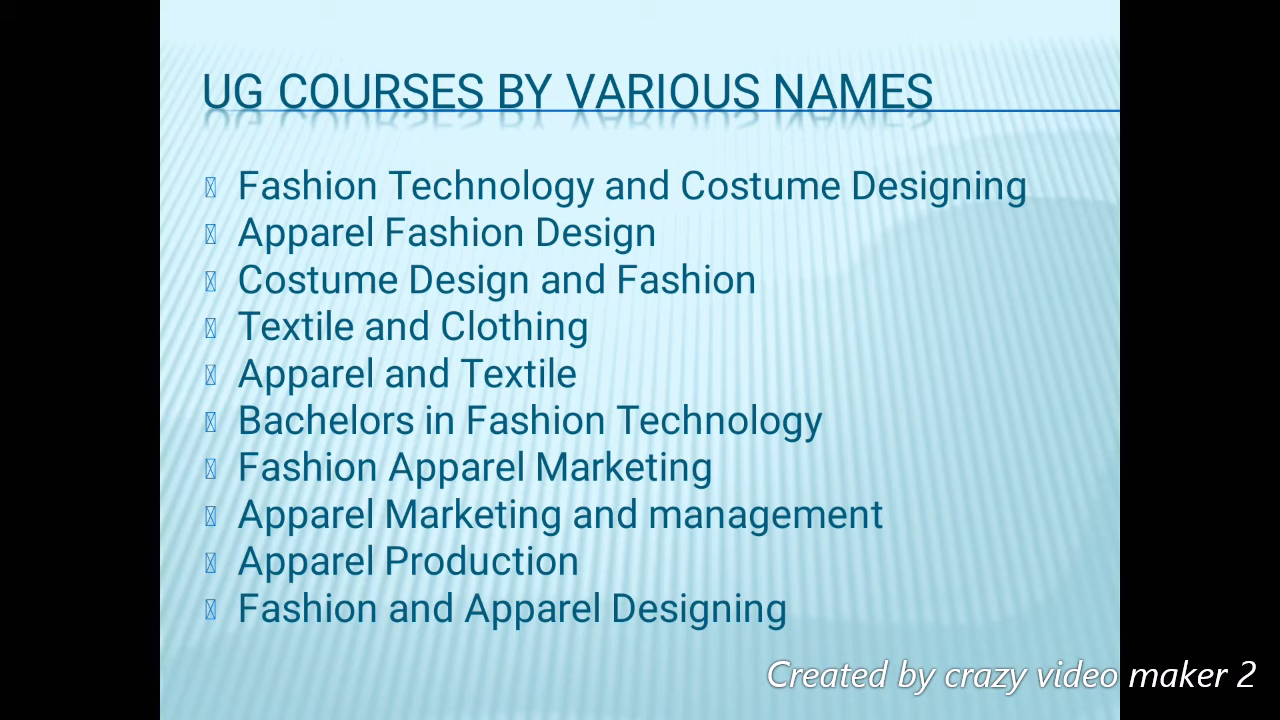 UG COURSES BY VARIOUS NAMES
Fashion Technology and Costume Designing
Apparel Fashion Design
Costume Design and Fashion
Textile and Clothing
Apparel and Textile
Bachelors in Fashion Technology
Fashion Apparel Marketing
Apparel Marketing and management
Apparel Production
Fashion and Apparel Designing
Created by crazy video maker 2